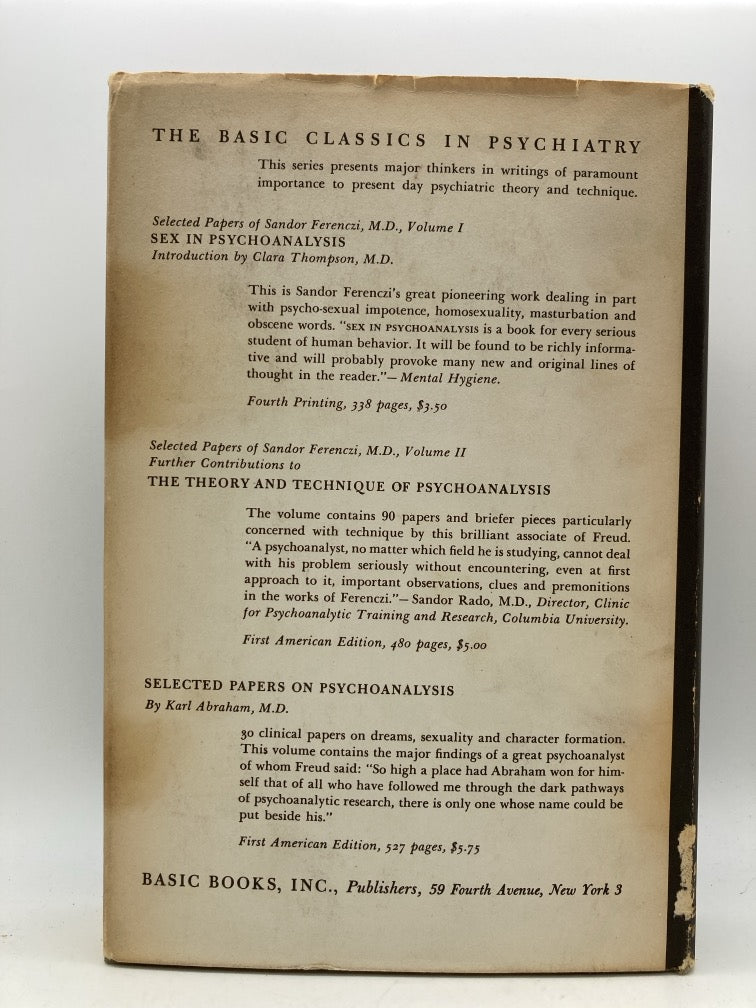 THE BASIC CLASSICS IN PSYCHIATRY
This series presents major thinkers in writings of paramount
importance to present day psychiatric theory and technique.
Selected Papers of Sandor Ferenczi, M.D., Volume I
SEX IN PSYCHOANALYSIS
Introduction by Clara Thompson, M.D.
This is Sandor Ferenczi's great pioneering work dealing in part
with psycho-sexual impotence, homosexuality, masturbation and
obscene words. "SEX IN PSYCHOANALYSIS is a book for every serious
student of human behavior. It will be found to be richly informa-
tive and will probably provoke many new and original lines of
thought in the reader."—Mental Hygiene.
Fourth Printing, 338 pages, $3.50
Selected Papers of Sandor Ferenczi, M.D., Volume II
Further Contributions to
THE THEORY AND TECHNIQUE OF PSYCHOANALYSIS
The volume contains 90 papers and briefer pieces particularly
concerned with technique by this brilliant associate of Freud.
"A psychoanalyst, no matter which field he is studying, cannot deal
with his problem seriously without encountering, even at first
approach to it, important observations, clues and premonitions
in the works of Ferenczi."—Sandor Rado, M.D., Director, Clinic
for Psychoanalytic Training and Research, Columbia University.
First American Edition, 480 pages, $5.00
SELECTED PAPERS ON PSYCHOANALYSIS
By Karl Abraham, M.D.
30 clinical papers on dreams, sexuality and character formation.
This volume contains the major findings of a great psychoanalyst
of whom Freud said: "So high a place had Abraham won for him-
self that of all who have followed me through the dark pathways
of psychoanalytic research, there is only one whose name could be
put beside his."
First American Edition, 527 pages, $5.75
BASIC BOOKS, INC., Publishers, 59 Fourth Avenue, New York 3